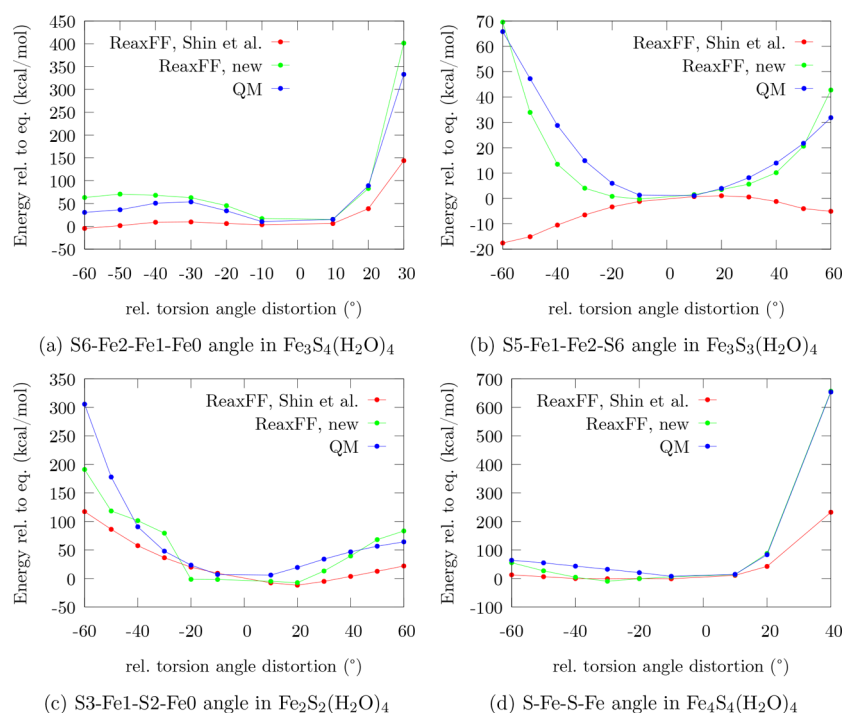 450
400
350
300
250
200
150
100
50
0
-50
Energy rel. to eq. (kcal/mol)
ReaxFF, Shin et al.
ReaxFF, new
QM
-60 -50 -40 -30 -20 -10 0 10 20 30
rel. torsion angle distortion (°)
(a) S6-Fe2-Fe1-Fe0 angle in Fe₃S₄(H₂O)₄
70
60
50
40
30
20
10
0
-10
-20
Energy rel. to eq. (kcal/mol)
ReaxFF, Shin et al.
ReaxFF, new
QM
-60 -40 -20 0 20 40 60
rel. torsion angle distortion (°)
(b) S5-Fe1-Fe2-S6 angle in Fe₃S₃(H₂O)₄
350
300
250
200
150
100
50
0
-50
Energy rel. to eq. (kcal/mol)
ReaxFF, Shin et al.
ReaxFF, new
QM
-60 -40 -20 0 20 40 60
rel. torsion angle distortion (°)
(c) S3-Fe1-S2-Fe0 angle in Fe₂S₂(H₂O)₄
700
600
500
400
300
200
100
0
-100
Energy rel. to eq. (kcal/mol)
ReaxFF, Shin et al.
ReaxFF, new
QM
-60 -40 -20 0 20 40
rel. torsion angle distortion (°)
(d) S-Fe-S-Fe angle in Fe₄S₄(H₂O)₄